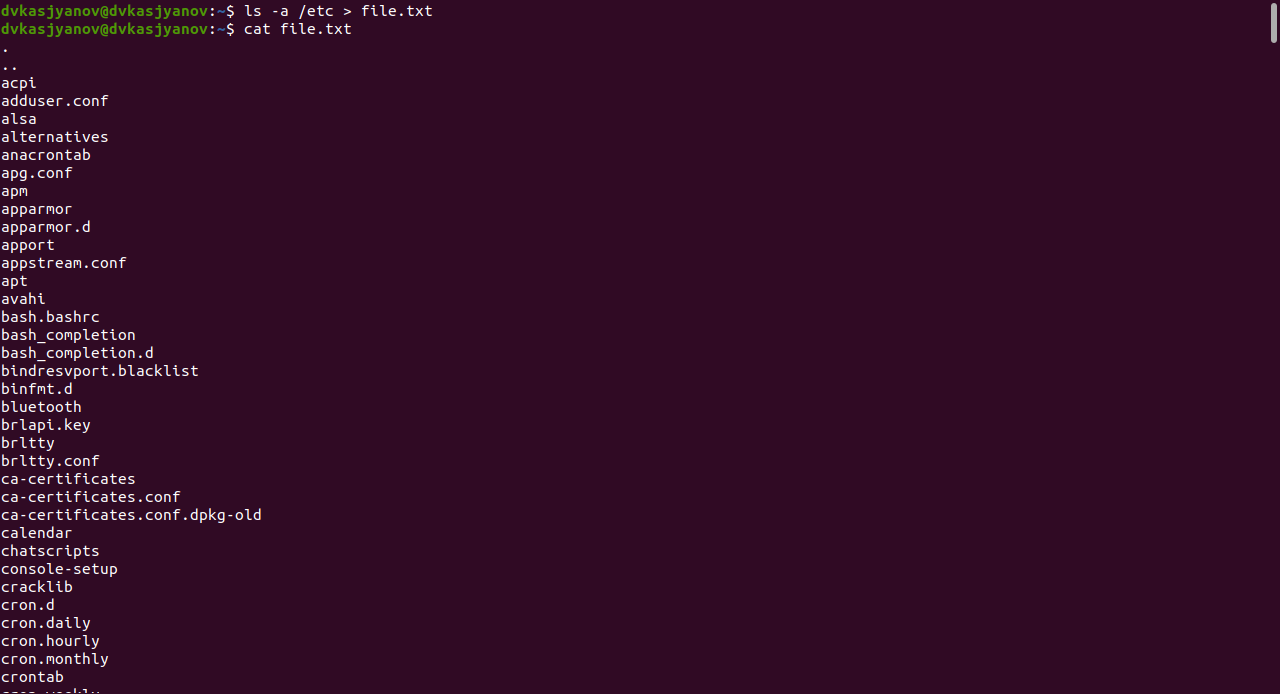 dvkasjyanov@dvkasjyanov:~$ ls -a /etc > file.txt
dvkasjyanov@dvkasjyanov:~$ cat file.txt
.
..
acpi
adduser.conf
alsa
alternatives
anacrontab
apg.conf
apm
apparmor
apparmor.d
apport
appstream.conf
apt
avahi
bash.bashrc
bash_completion
bash_completion.d
bindresvport.blacklist
binfmt.d
bluetooth
brlapi.key
brltty
brltty.conf
ca-certificates
ca-certificates.conf
ca-certificates.conf.dpkg-old
calendar
chatscripts
console-setup
cracklib
cron.d
cron.daily
cron.hourly
cron.monthly
crontab